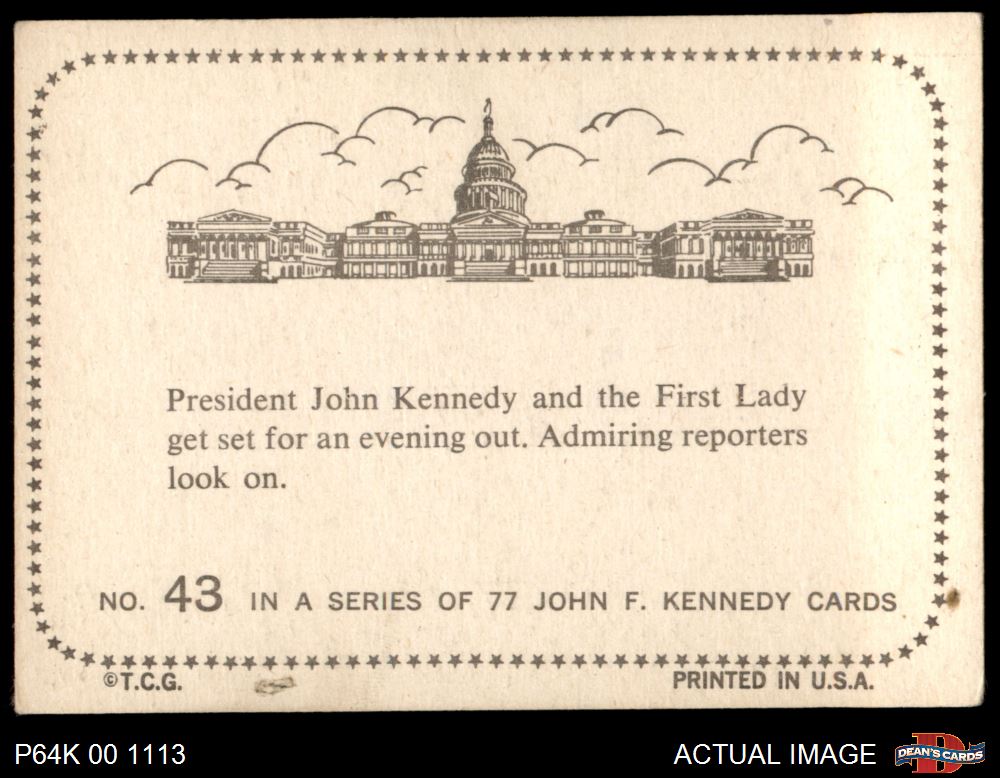 President John Kennedy and the First Lady
get set for an evening out. Admiring reporters
look on.
NO. 43 IN A SERIES OF 77 JOHN F. KENNEDY CARDS
©T.C.G. PRINTED IN U.S.A.
P64K 00 1113 ACTUAL IMAGE DEAN'S CARDS